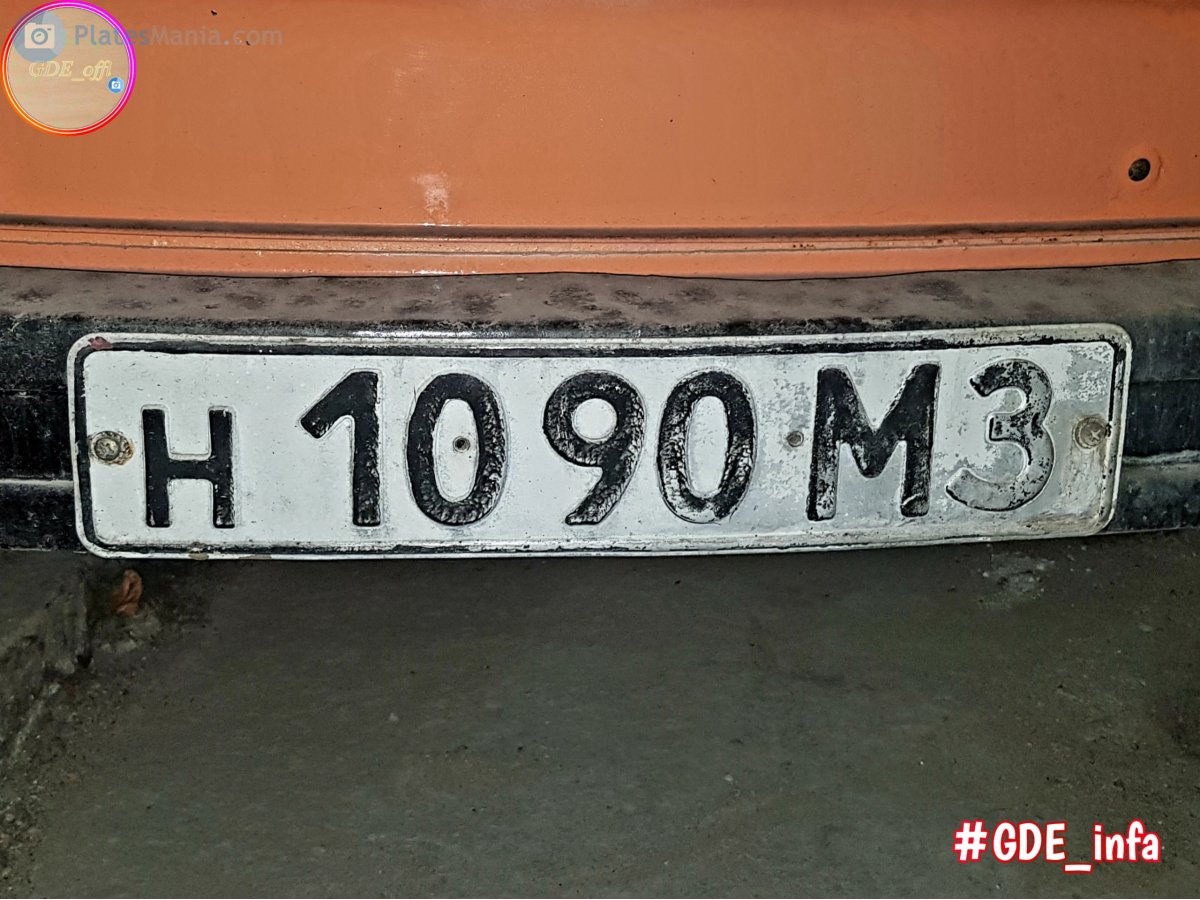 PlatesMania.com
GDE_offi
н 1090 МЗ
#GDE_infa